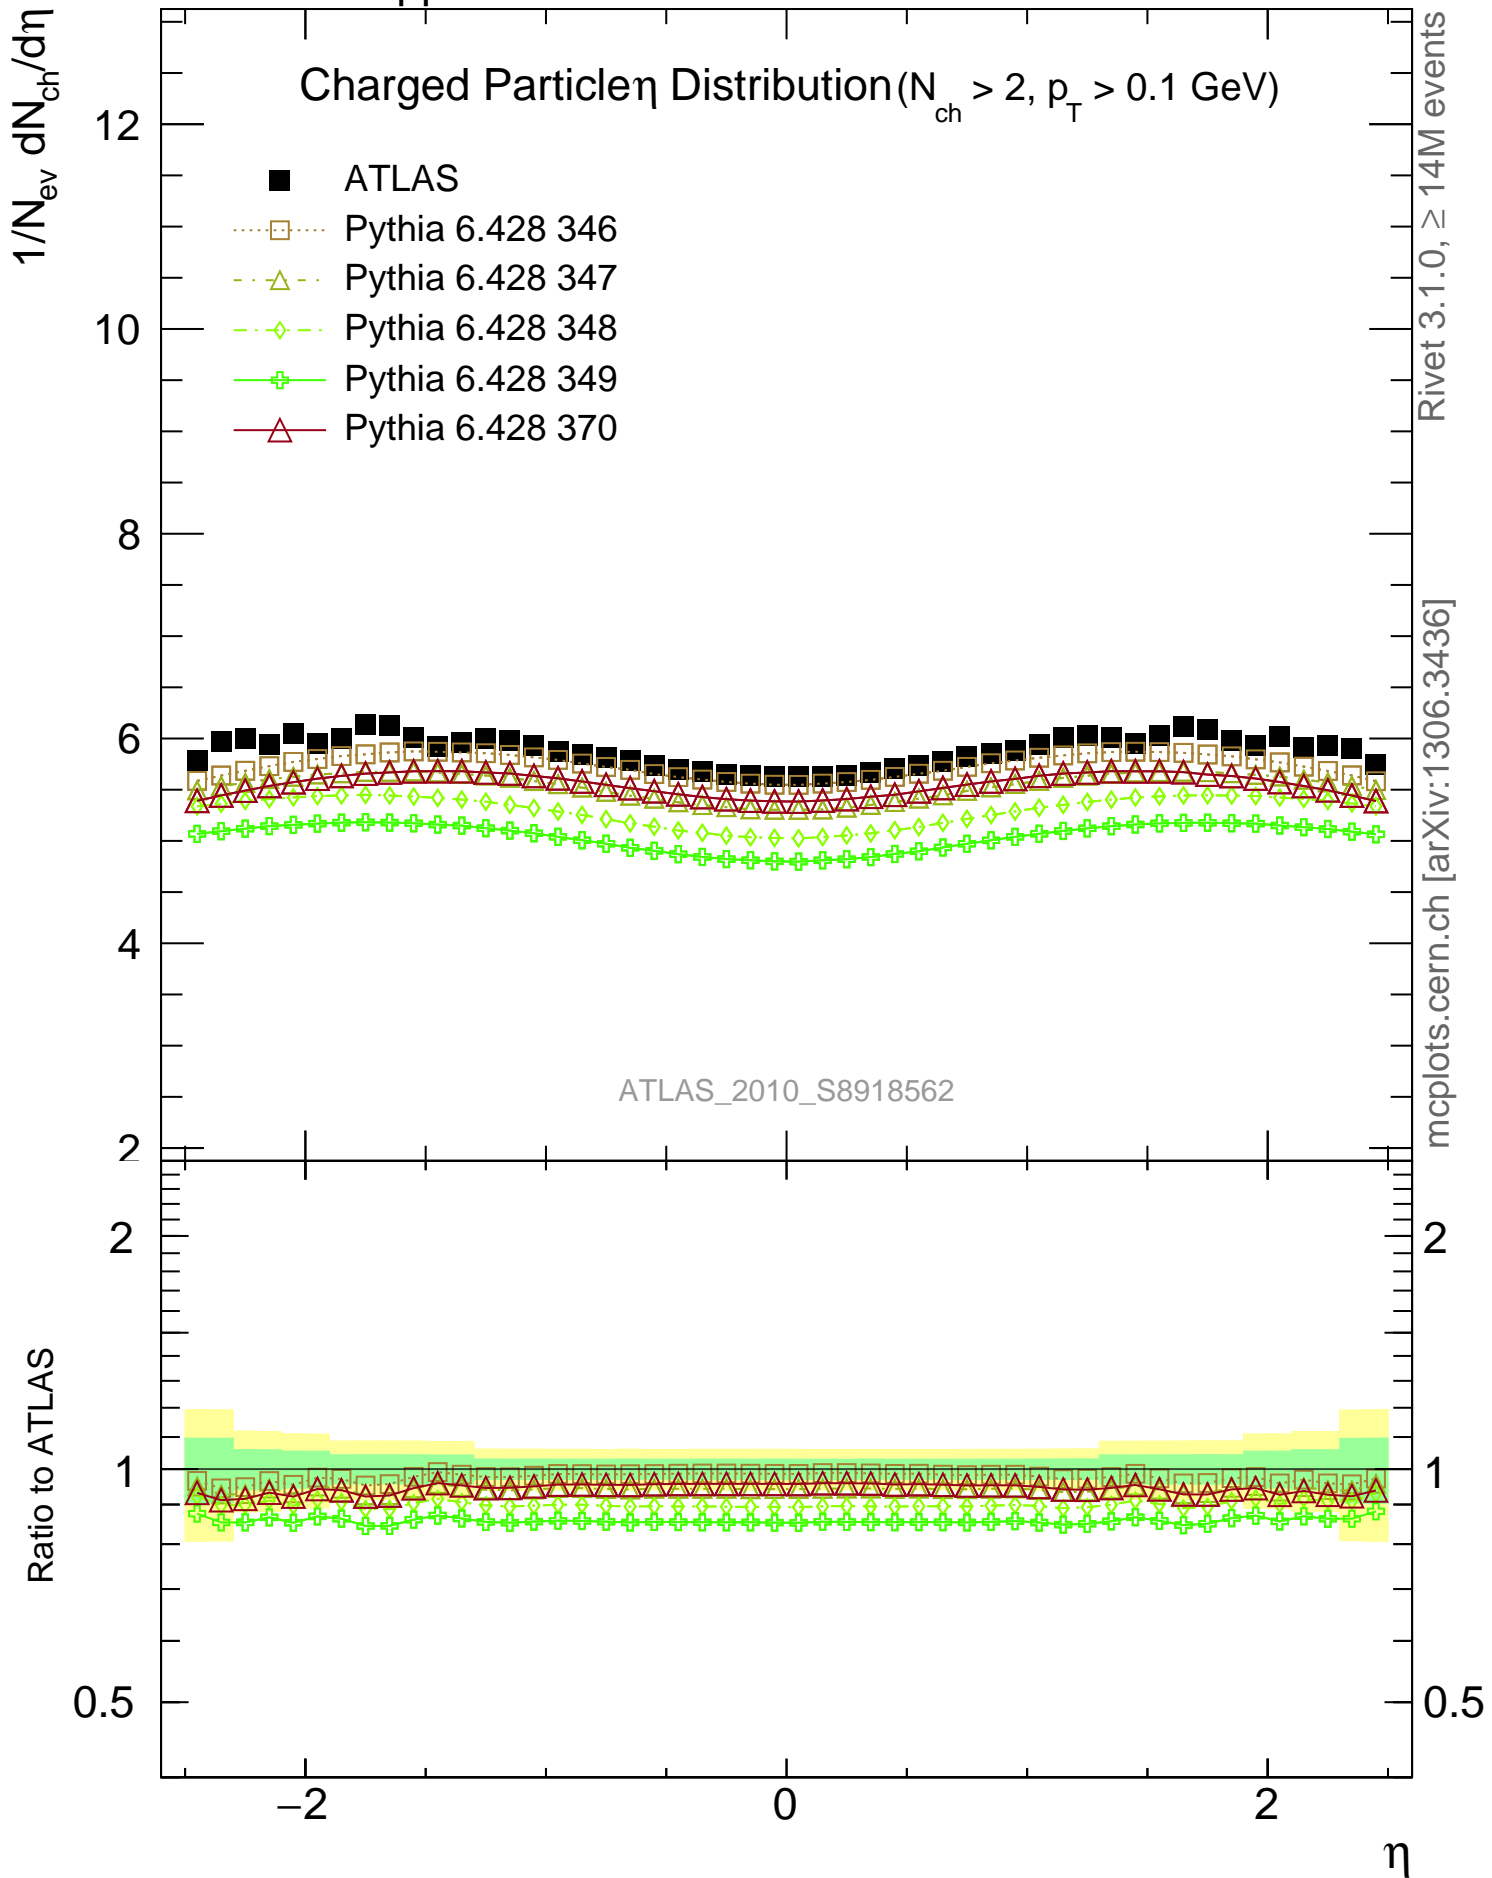 1/N_ev dN_ch/dη
Charged Particleη Distribution (N_ch > 2, p_T > 0.1 GeV)
ATLAS
Pythia 6.428 346
Pythia 6.428 347
Pythia 6.428 348
Pythia 6.428 349
Pythia 6.428 370
12
10
8
6
4
2
ATLAS_2010_S8918562
Rivet 3.1.0, ≥ 14M events
mcplots.cern.ch [arXiv:1306.3436]
Ratio to ATLAS
2
1
0.5
2
1
0.5
−2
0
2
η